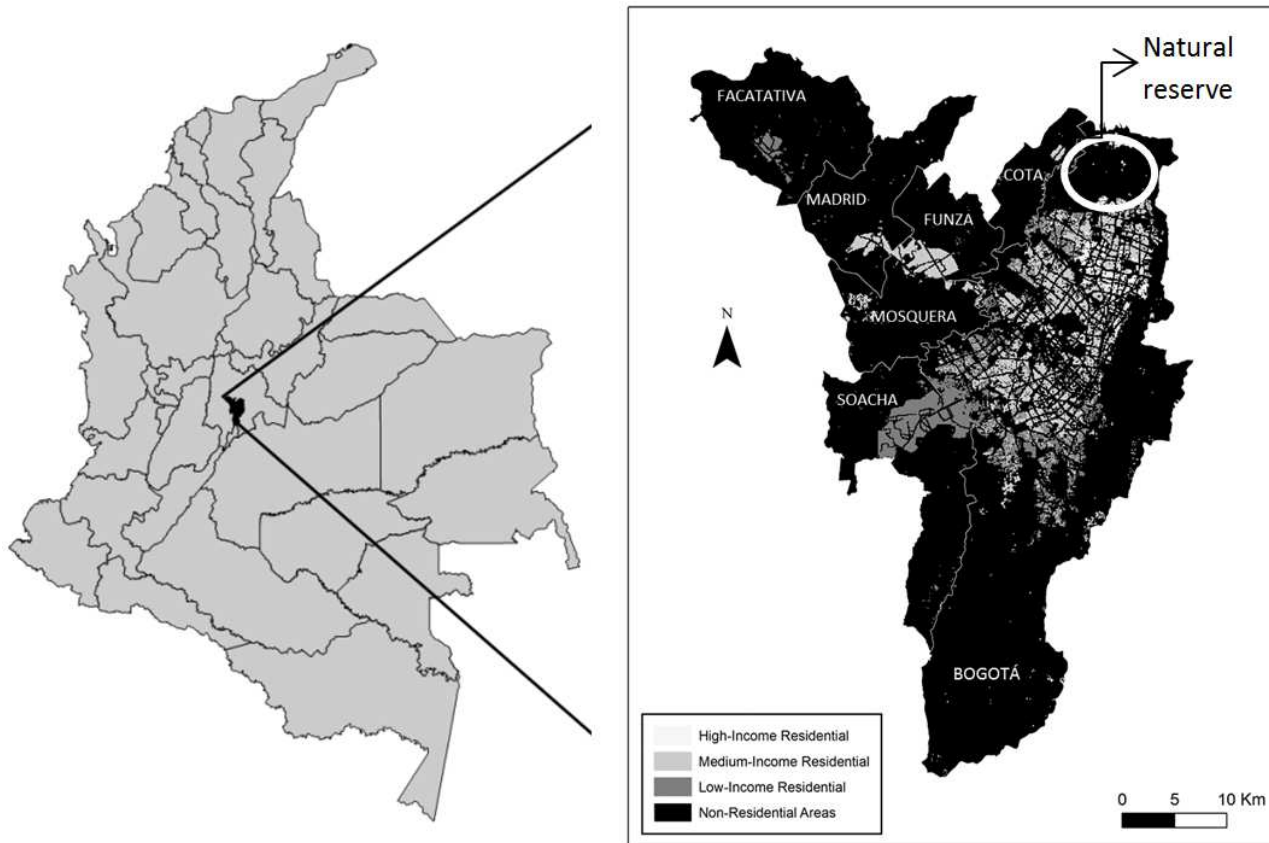 Natural
reserve
FACATATIVA
COTA
MADRID
FUNZA
MOSQUERA
N
SOACHA
BOGOTÁ
High-Income Residential
Medium-Income Residential
Low-Income Residential
Non-Residential Areas
0 5 10 Km